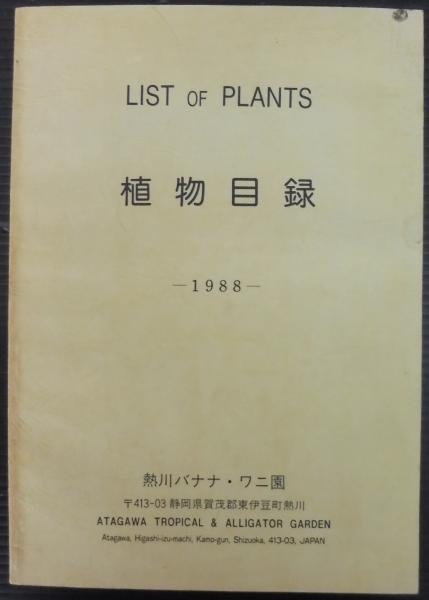 LIST OF PLANTS
植物目録
—1988—
熱川バナナ・ワニ園
〒413-03 静岡県賀茂郡東伊豆町熱川
ATAGAWA TROPICAL & ALLIGATOR GARDEN
Atagawa, Higashi-izu-machi, Kamo-gun, Shizuoka, 413-03, JAPAN